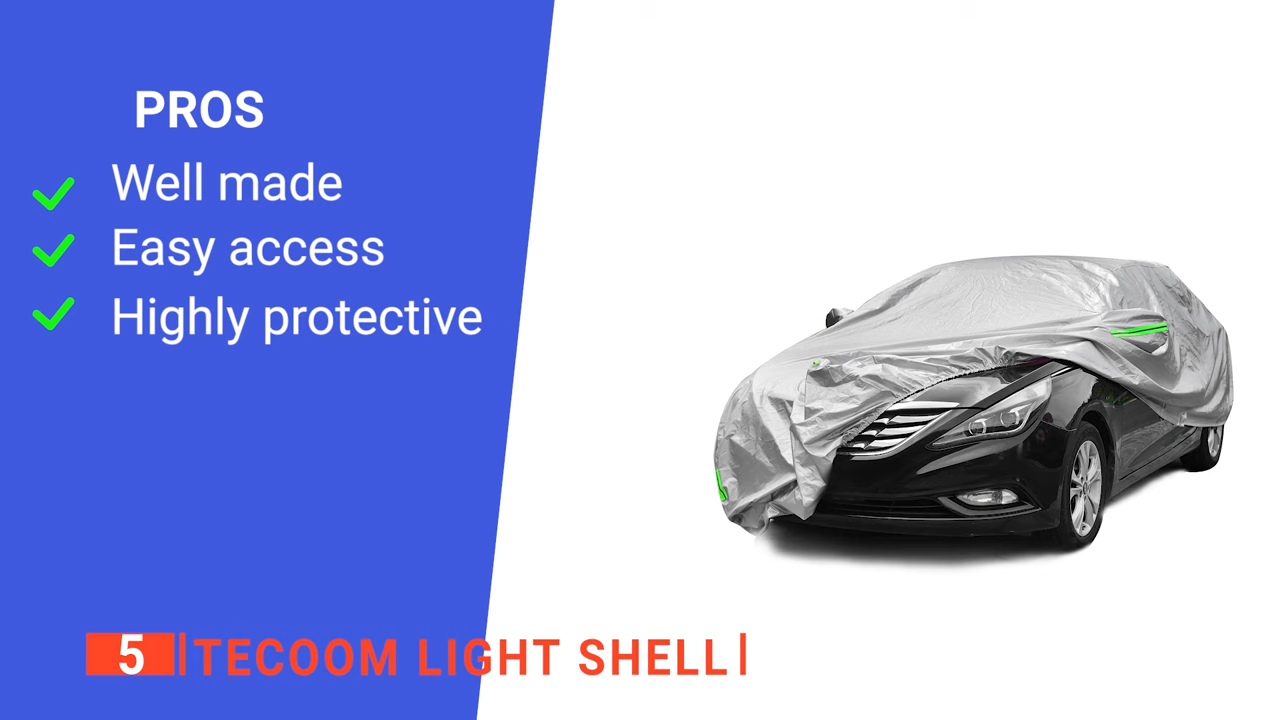 PROS
Well made
Easy access
Highly protective
5 TECOOM LIGHT SHELL